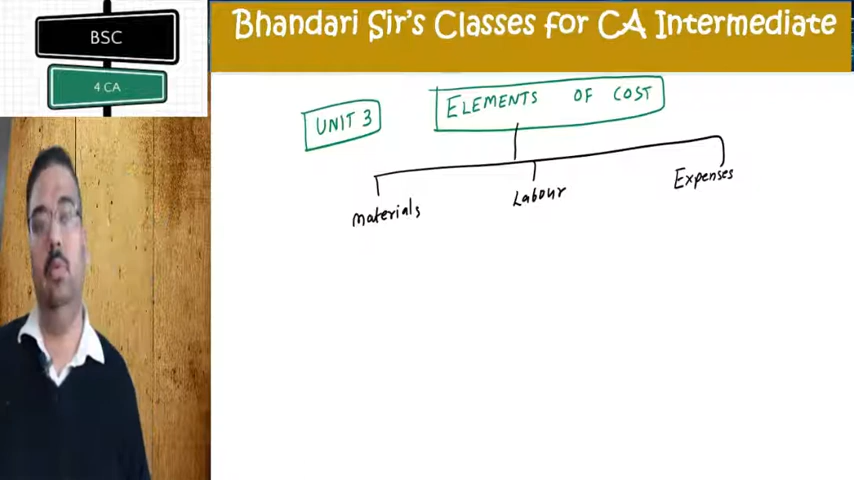 BSC
4 CA
Bhandari Sir's Classes for CA Intermediate
UNIT 3
ELEMENTS OF COST
Materials
Labour
Expenses